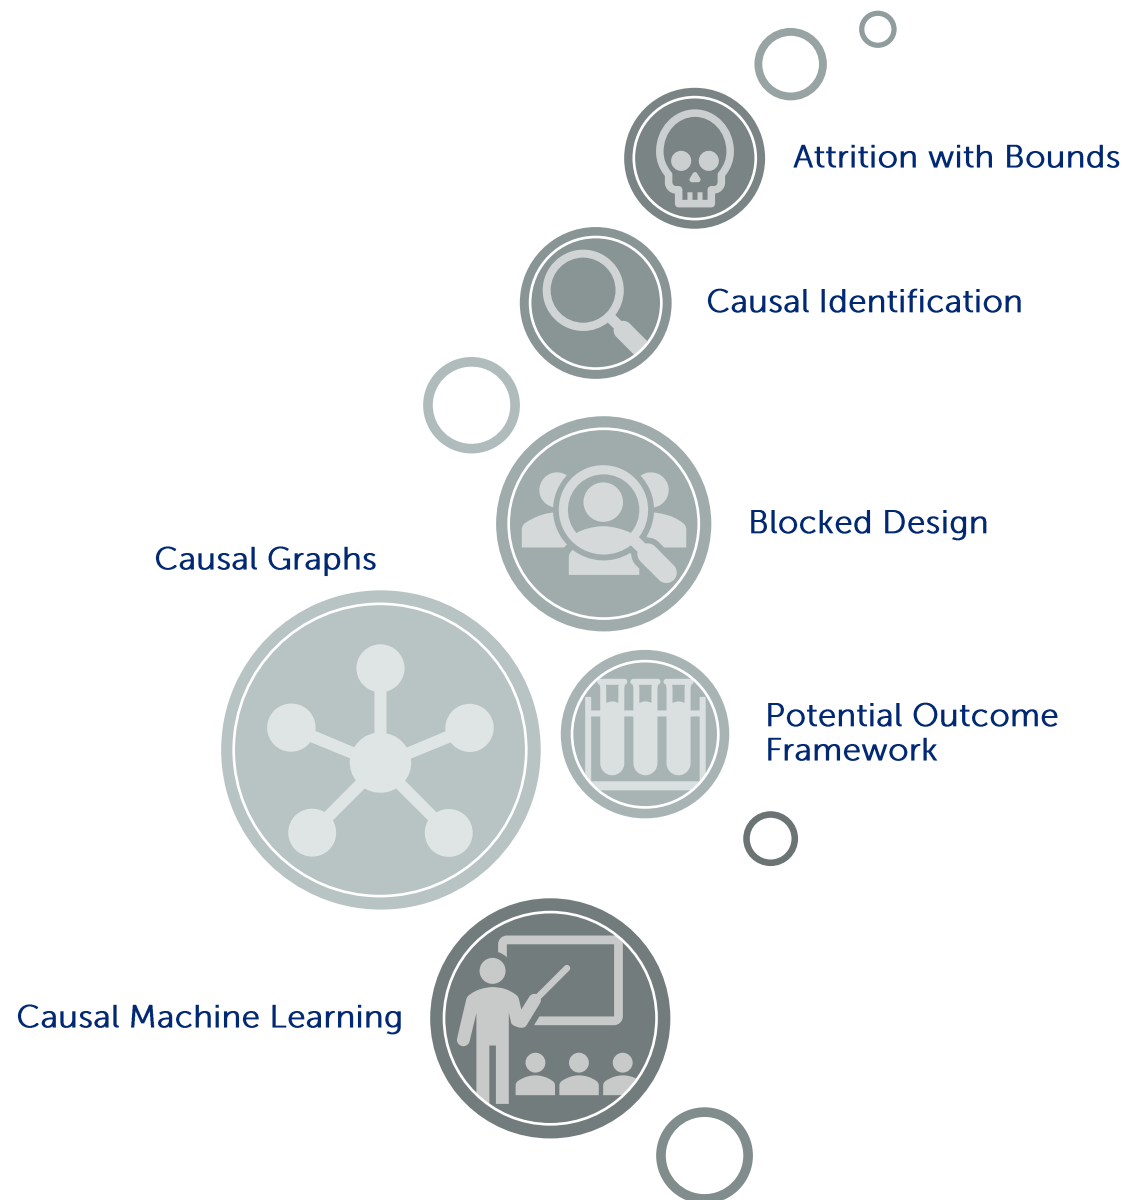 Attrition with Bounds
Causal Identification
Blocked Design
Causal Graphs
Potential Outcome
Framework
Causal Machine Learning